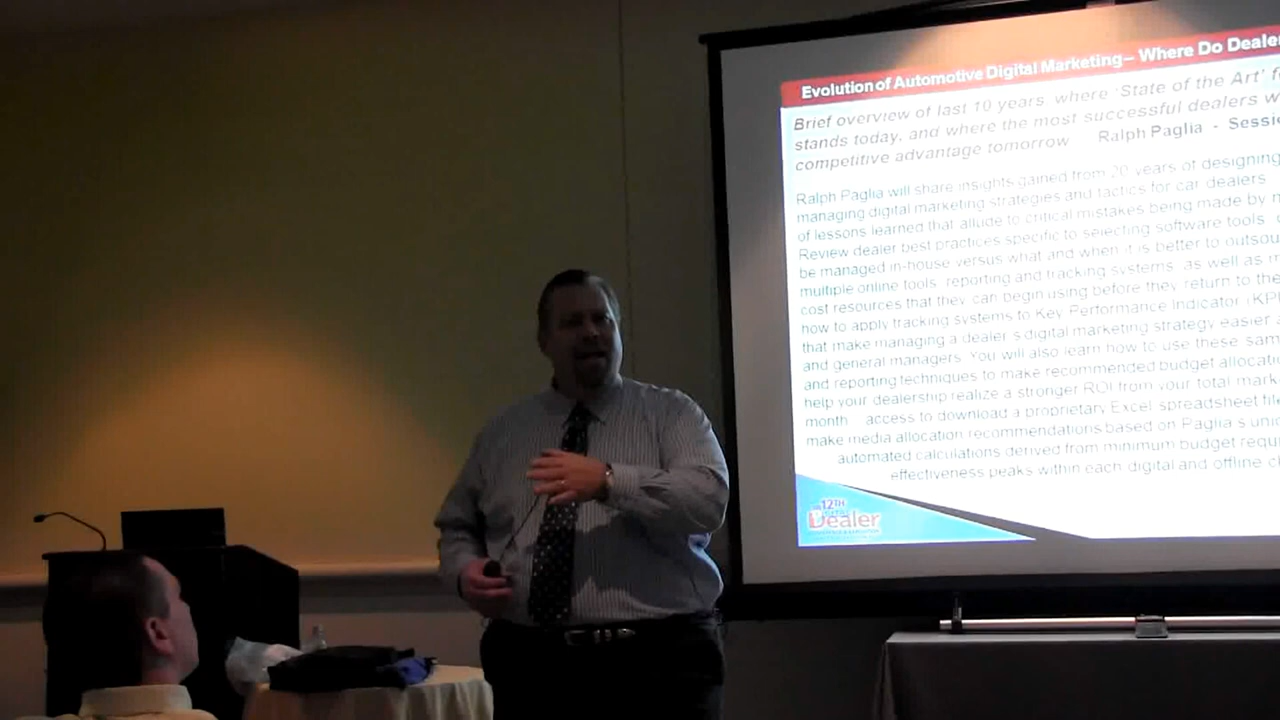 Evolution of Automotive Digital Marketing– Where Do Dealer
Brief overview of last 10 years, where 'State of the Art' f
stands today, and where the most successful dealers w
competitive advantage tomorrow Ralph Paglia - Sessi
Ralph Paglia will share insights gained from 20 years of designing
managing digital marketing strategies and tactics for car dealers
of lessons learned that allude to critical mistakes being made by
Review dealer best practices specific to selecting software tools,
be managed in-house versus what and when it is better to outsou
multiple online tools, reporting and tracking systems, as well as
cost resources that they can begin using before they return to the
how to apply tracking systems to Key Performance Indicator (KPI
that make managing a dealer's digital marketing strategy easier
and general managers. You will also learn how to use these sam
and reporting techniques to make recommended budget allocati
help your dealership realize a stronger ROI from your total mark
month access to download a proprietary Excel spreadsheet file
make media allocation recommendations based on Paglia's uni
automated calculations derived from minimum budget requ
effectiveness peaks within each digital and offline c
12TH
Dealer